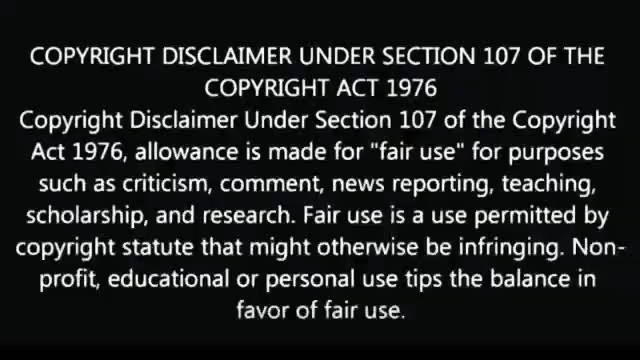 COPYRIGHT DISCLAIMER UNDER SECTION 107 OF THE
COPYRIGHT ACT 1976
Copyright Disclaimer Under Section 107 of the Copyright
Act 1976, allowance is made for "fair use" for purposes
such as criticism, comment, news reporting, teaching,
scholarship, and research. Fair use is a use permitted by
copyright statute that might otherwise be infringing. Non-
profit, educational or personal use tips the balance in
favor of fair use.